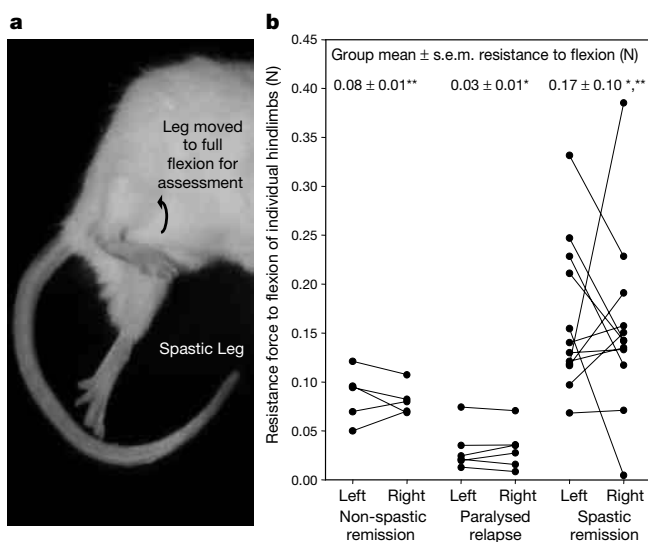 a
Leg moved
to full
flexion for
assessment
Spastic Leg
b
Resistance force to flexion of individual hindlimbs (N)
0.45
0.40
0.35
0.30
0.25
0.20
0.15
0.10
0.05
0.00
Group mean ± s.e.m. resistance to flexion (N)
0.08 ± 0.01** 0.03 ± 0.01* 0.17 ± 0.10 *,**
Left Right Left Right Left Right
Non-spastic Paralysed Spastic
remission relapse remission